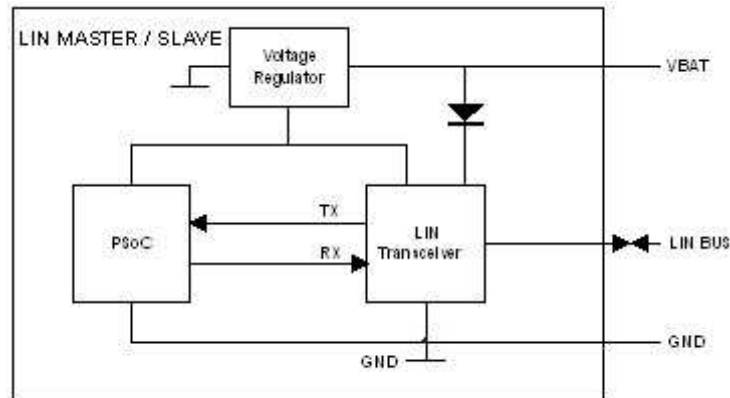 LIN MASTER / SLAVE
Voltage
Regulator
VBAT
TX
PSoC
LIN
Transceiver
RX
LIN BUS
GND
GND